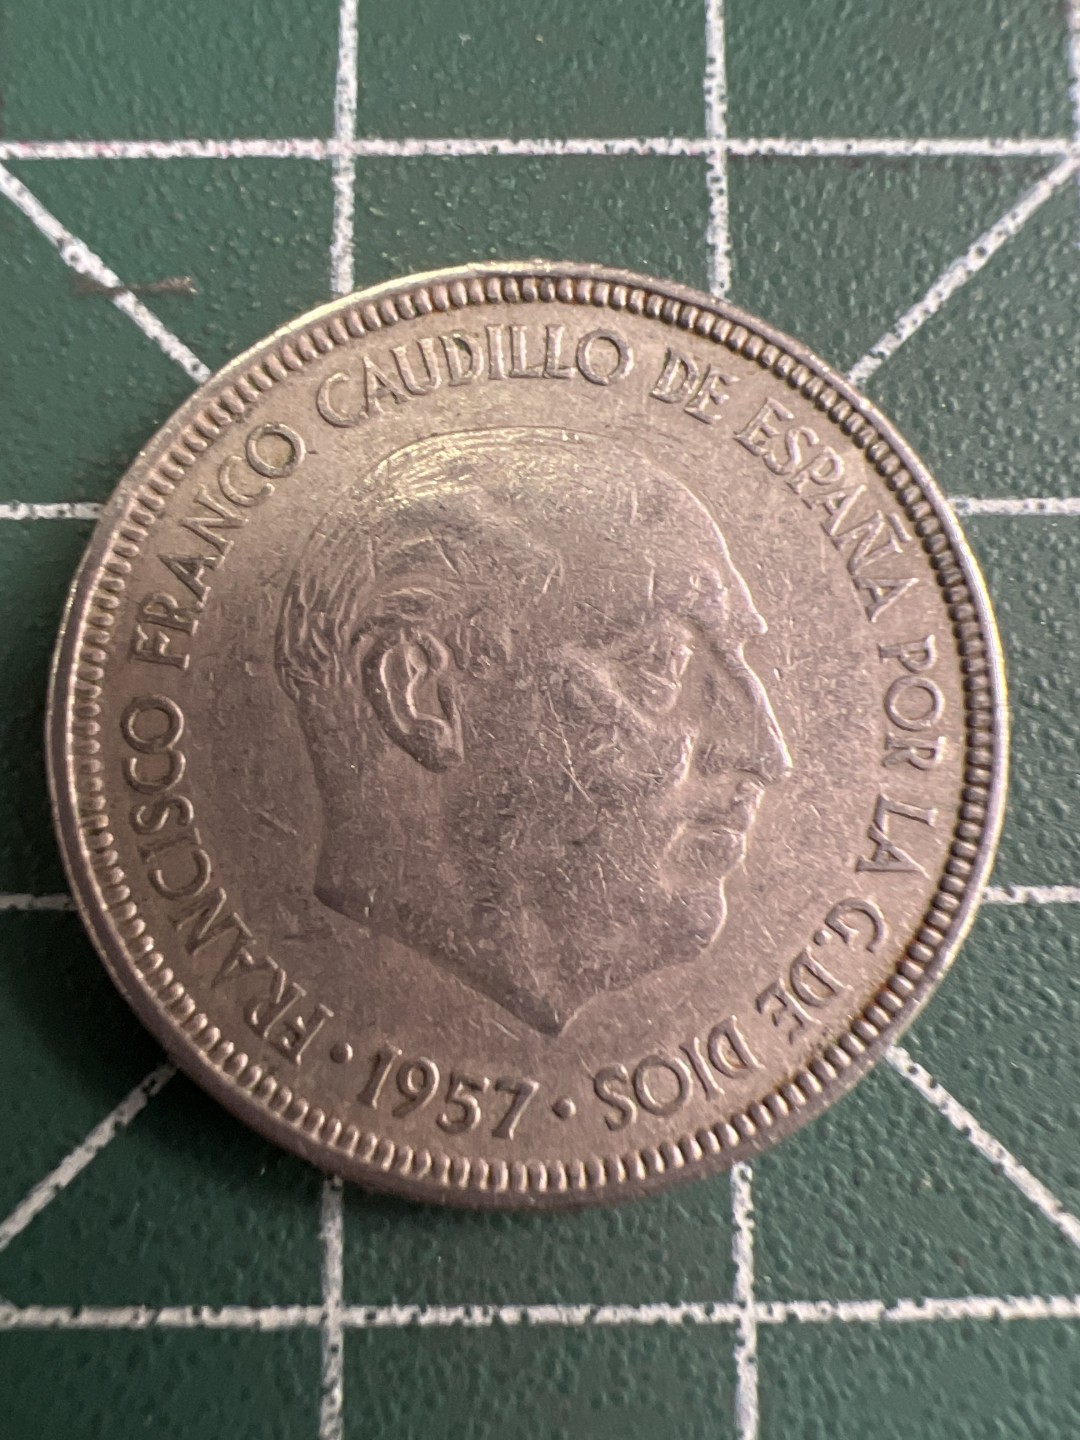 FRANCISCO FRANCO CAUDILLO DE ESPAÑA POR LA G. DE DIOS
• 1957 •